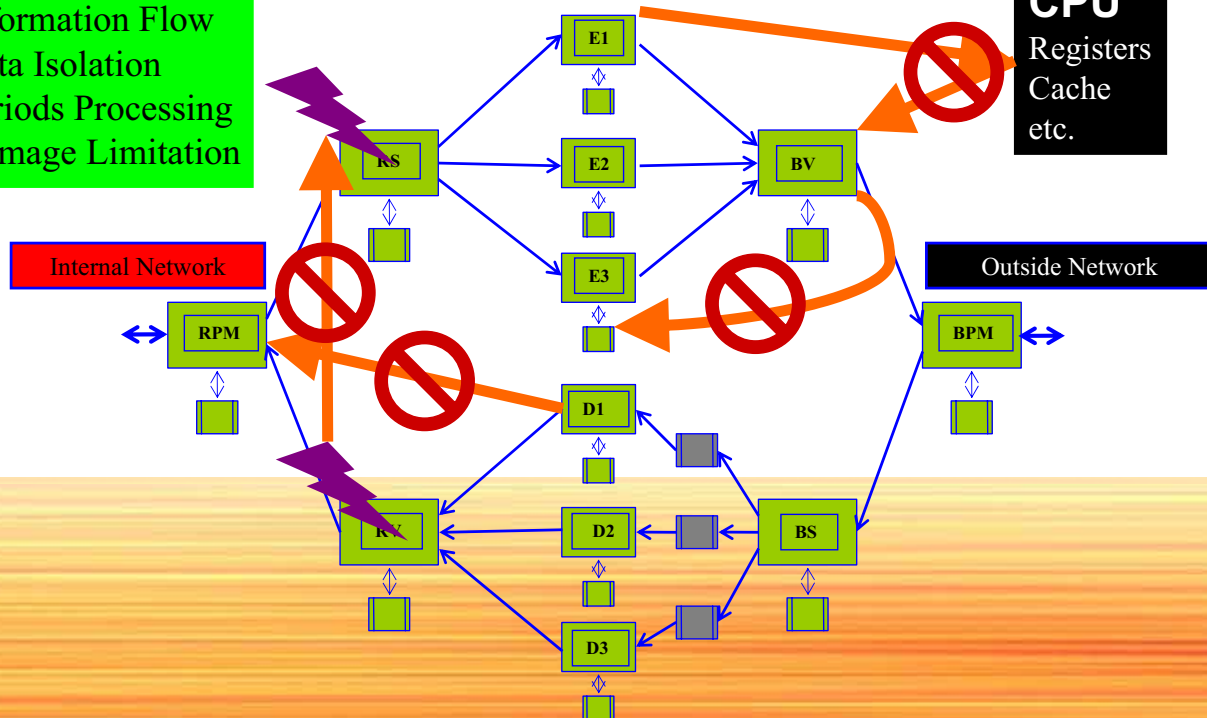 formation Flow
ta Isolation
riods Processing
mage Limitation
CPU
Registers
Cache
etc.
E1
RS
E2
BV
E3
Internal Network
Outside Network
RPM
BPM
D1
RV
D2
BS
D3